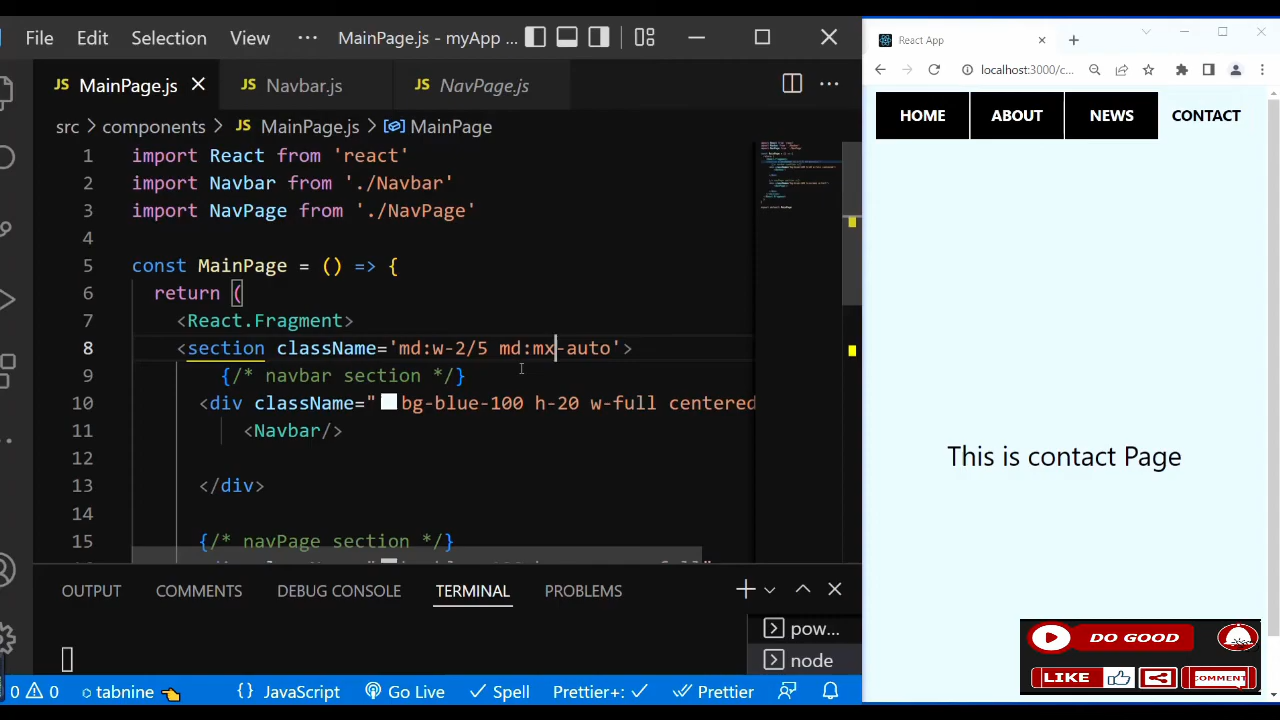 File Edit Selection View ··· MainPage.js - myApp ...
MainPage.js Navbar.js NavPage.js
src > components > MainPage.js > MainPage
1 import React from 'react'
2 import Navbar from './Navbar'
3 import NavPage from './NavPage'
4
5 const MainPage = () => {
6 return (
7 <React.Fragment>
8 <section className='md:w-2/5 md:mx-auto'>
9 {/* navbar section */}
10 <div className="bg-blue-100 h-20 w-full centered
11 <Navbar/>
12
13 </div>
14
15 {/* navPage section */}
OUTPUT COMMENTS DEBUG CONSOLE TERMINAL PROBLEMS
pow...
node
0 0 tabnine {} JavaScript Go Live Spell Prettier+: Prettier
React App
localhost:3000/c...
HOME ABOUT NEWS CONTACT
This is contact Page
DO GOOD
LIKE COMMENT